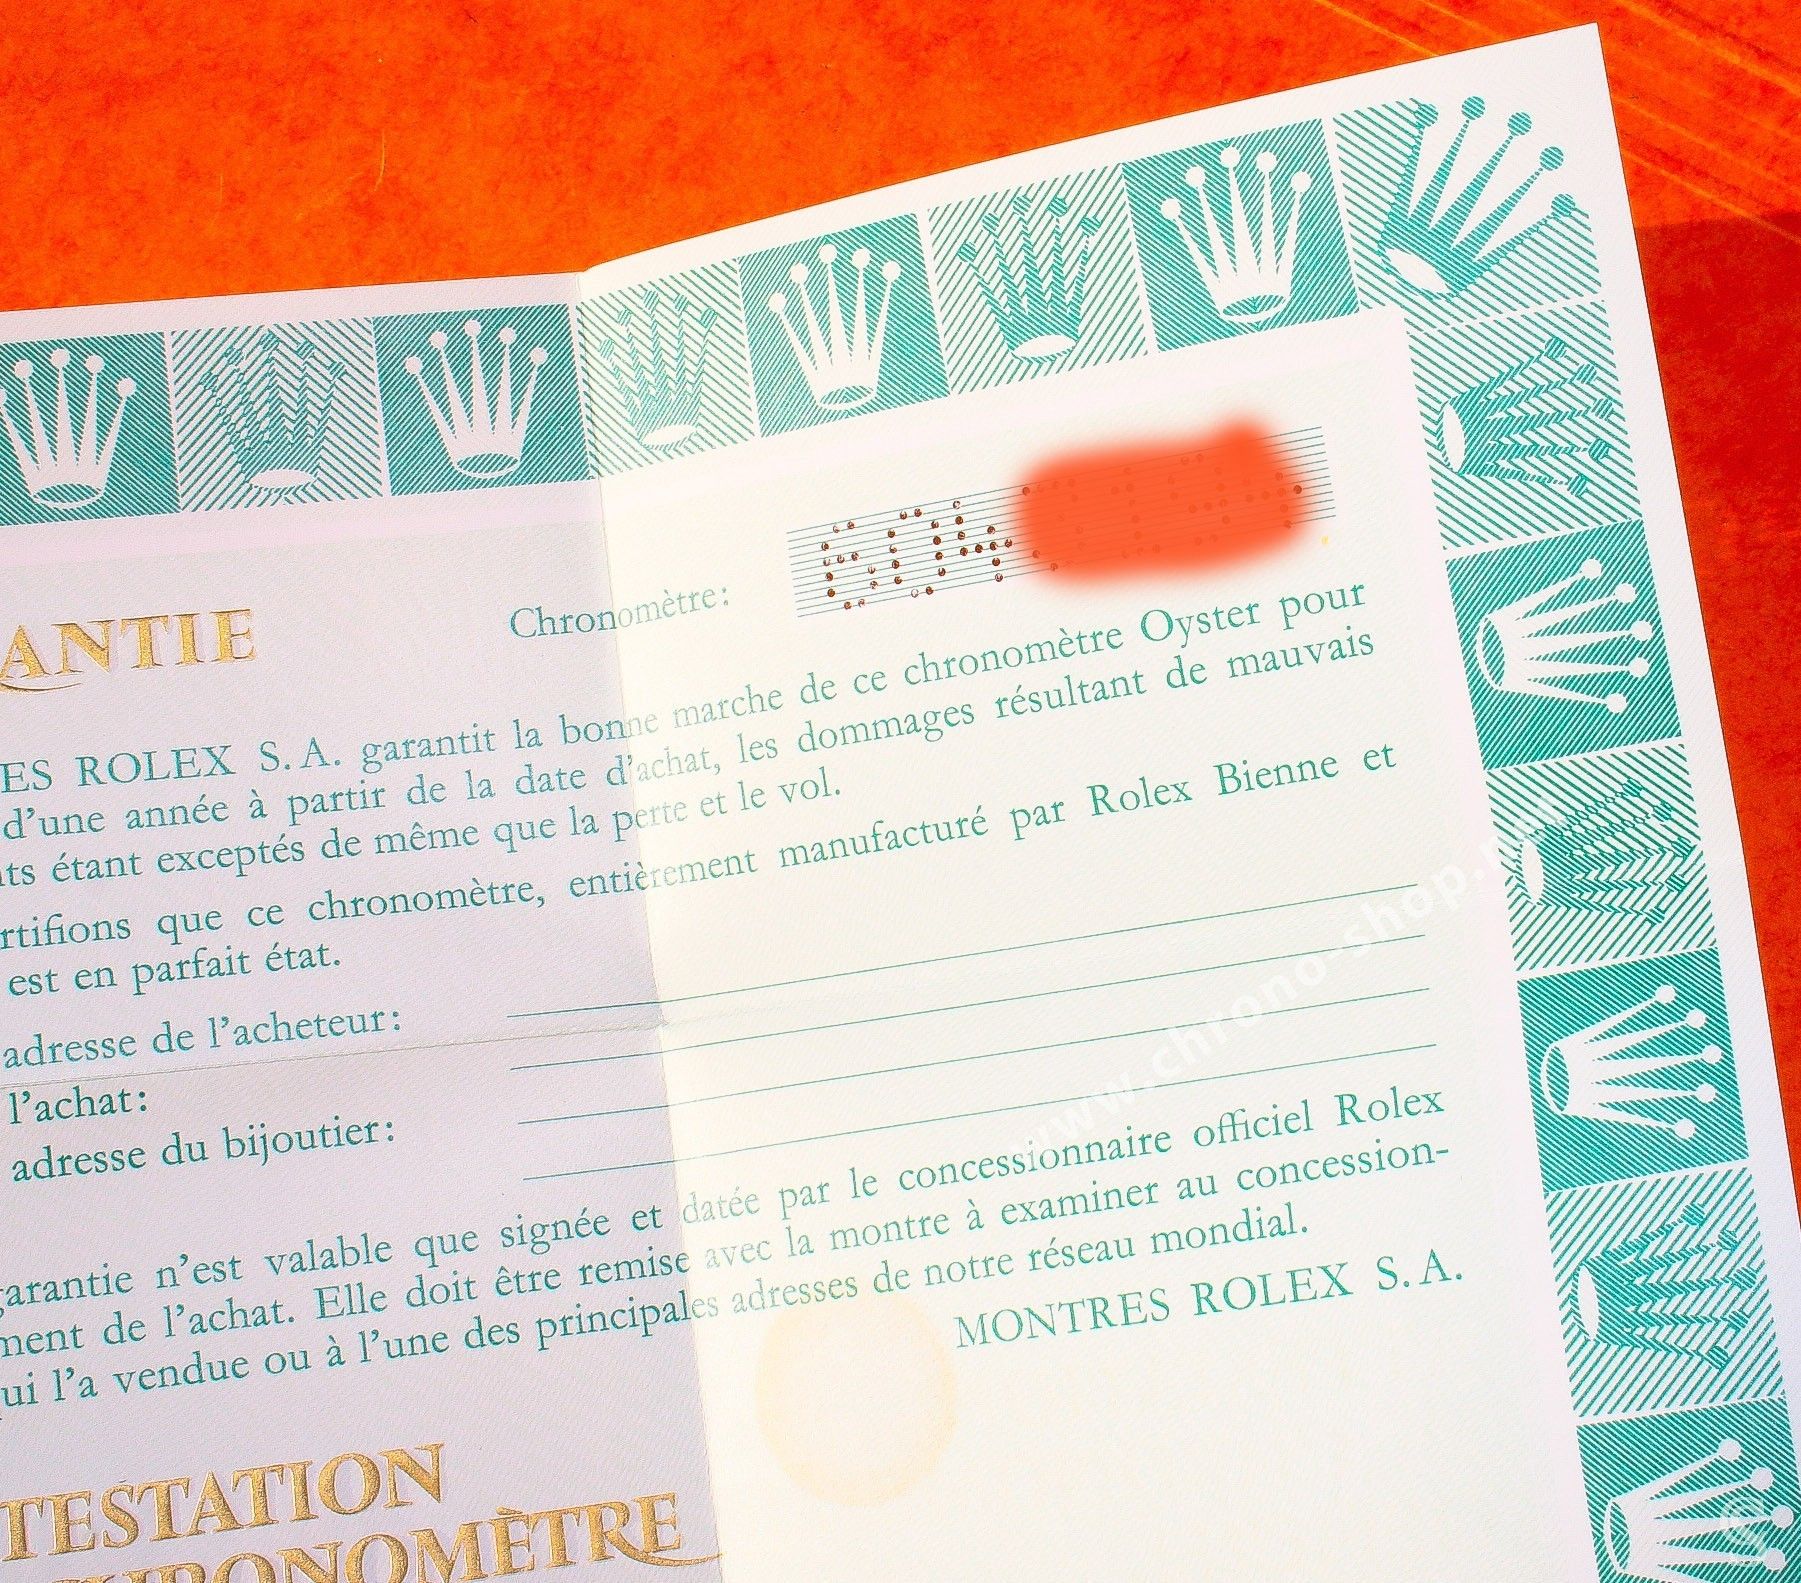 ANTIE
Chronomètre:
ES ROLEX S. A. garantit la bonne marche de ce chronomètre Oyster pour
d'une année à partir de la date d'achat, les dommages résultant de mauvais
ts étant exceptés de même que la perte et le vol.
rtifions que ce chronomètre, entièrement manufacturé par Rolex Bienne et
est en parfait état.
adresse de l'acheteur:
l'achat:
adresse du bijoutier:
garantie n'est valable que signée et datée par le concessionnaire officiel Rolex
ment de l'achat. Elle doit être remise avec la montre à examiner au concession-
ui l'a vendue ou à l'une des principales adresses de notre réseau mondial.
MONTRES ROLEX S. A.
TESTATION
CHRONOMÈTRE